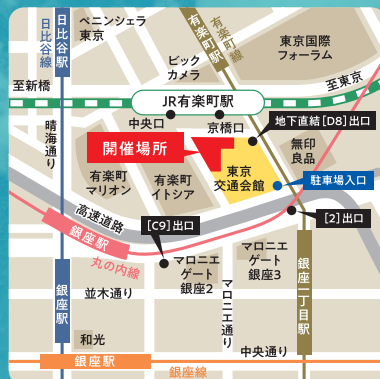 日比谷線
日比谷駅
ペニンシェラ
東京
有楽町駅
有楽町線
ビック
カメラ
東京国際
フォーラム
至新橋
至東京
JR有楽町駅
中央口
京橋口
地下直結[D8]出口
晴海通り
開催場所
無印
良品
有楽町
マリオン
有楽町
イトシア
東京
交通会館
駐車場入口
高速道路
[C9]出口
[2]出口
銀座駅
丸の内線
マロニエ
ゲート
銀座2
マロニエ
ゲート
銀座3
銀座一丁目駅
銀座駅
並木通り
マロニエ通り
和光
中央通り
銀座駅
銀座線